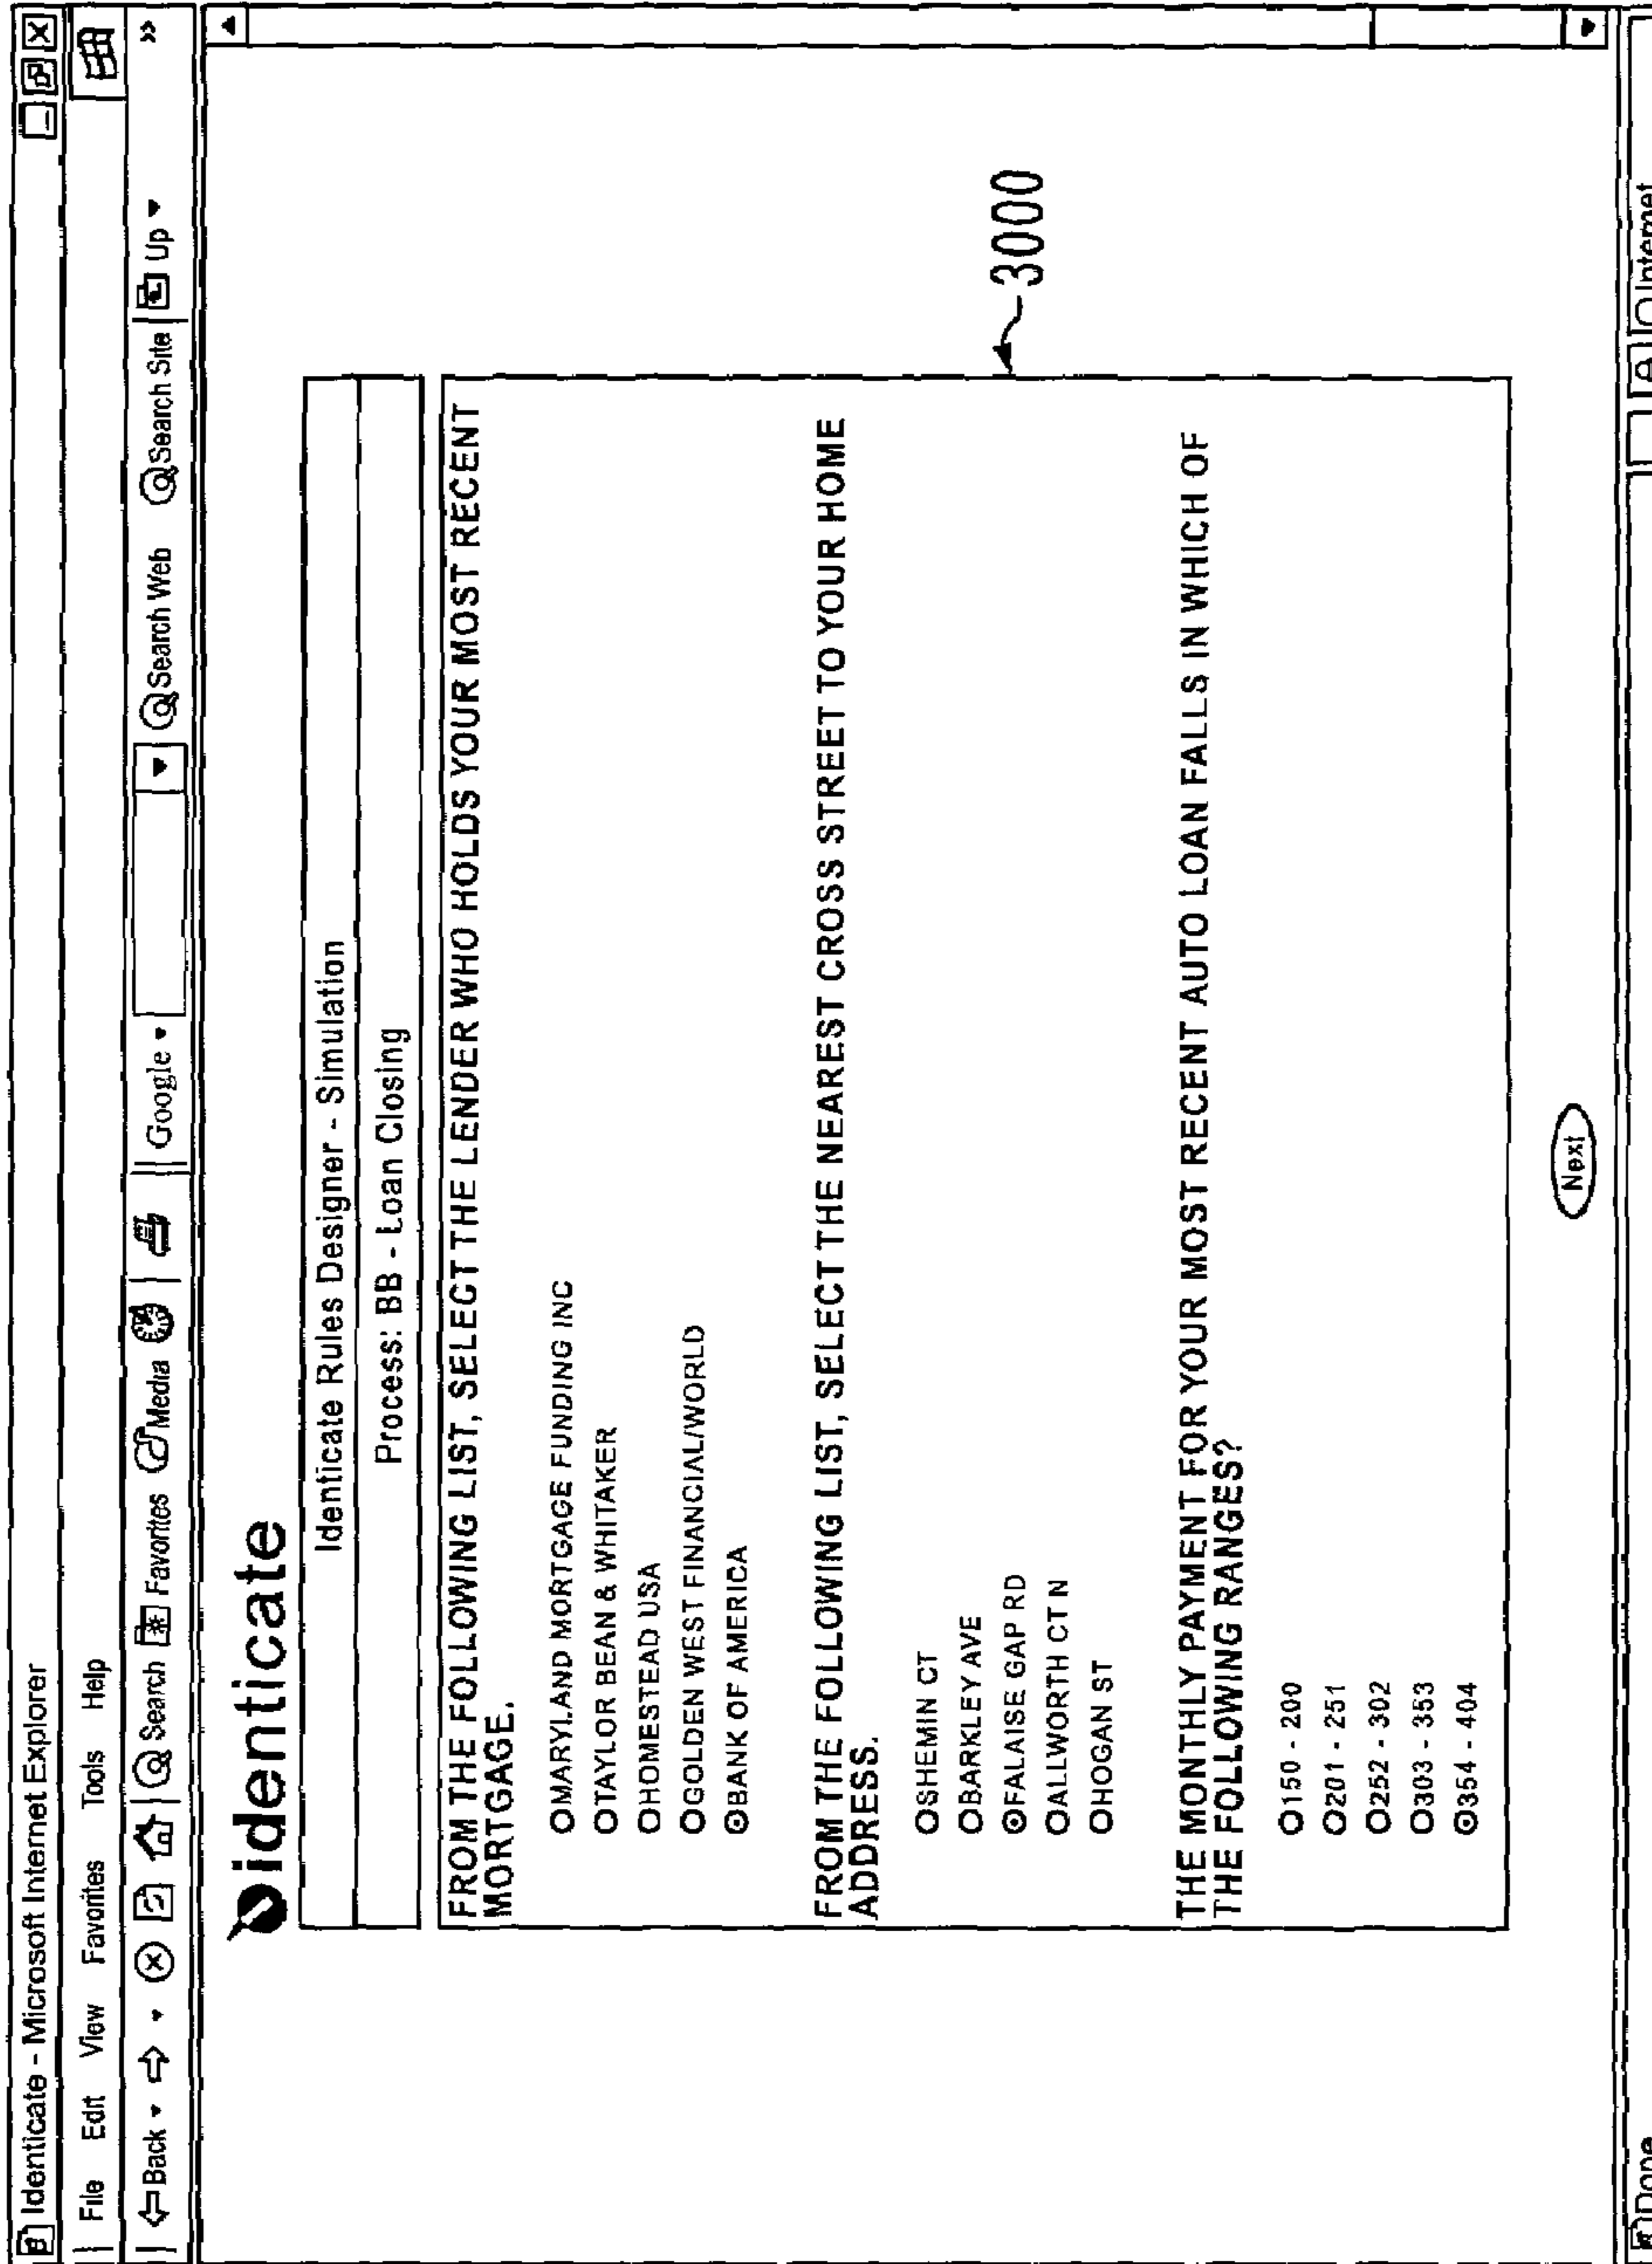 Identicate - Microsoft Internet Explorer
File Edit View Favorites Tools Help
Back Search Favorites Media Google Search Web Search Site Up »
identicate
Identicate Rules Designer - Simulation
Process: BB - Loan Closing
FROM THE FOLLOWING LIST, SELECT THE LENDER WHO HOLDS YOUR MOST RECENT
MORTGAGE.
MARYLAND MORTGAGE FUNDING INC
TAYLOR BEAN & WHITAKER
HOMESTEAD USA
GOLDEN WEST FINANCIAL/WORLD
BANK OF AMERICA
FROM THE FOLLOWING LIST, SELECT THE NEAREST CROSS STREET TO YOUR HOME
ADDRESS.
SHEMIN CT
BARKLEY AVE
FALAISE GAP RD
ALLWORTH CT N
HOGAN ST
3000
THE MONTHLY PAYMENT FOR YOUR MOST RECENT AUTO LOAN FALLS IN WHICH OF
THE FOLLOWING RANGES?
150 - 200
201 - 251
252 - 302
303 - 353
354 - 404
Next
Done Internet